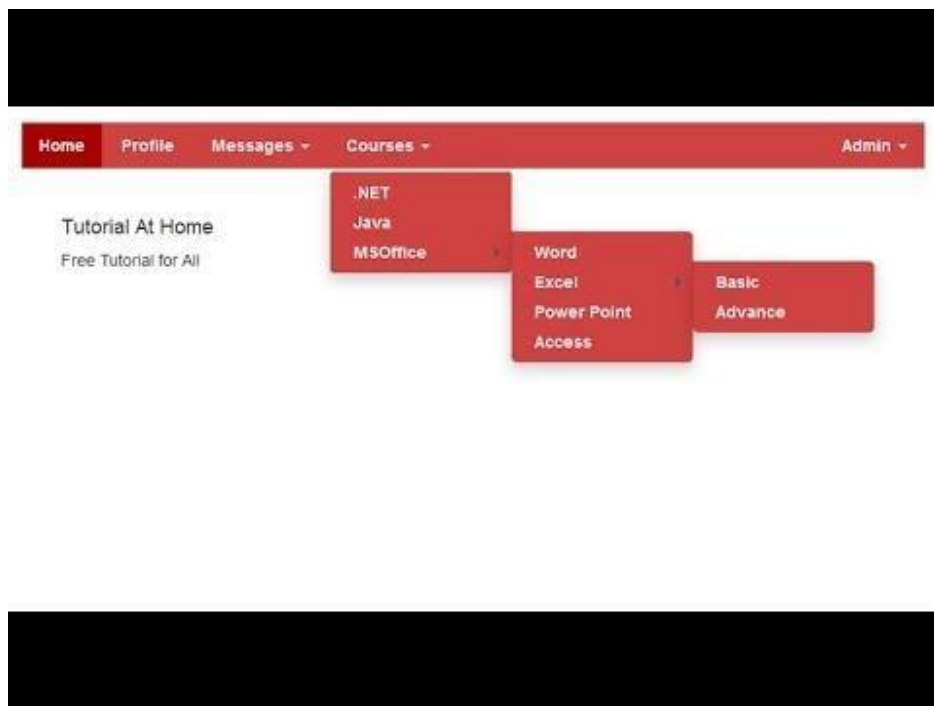 Home Profile Messages Courses Admin
.NET
Java
MSOffice
Tutorial At Home
Free Tutorial for All
Word
Excel
Power Point
Access
Basic
Advance